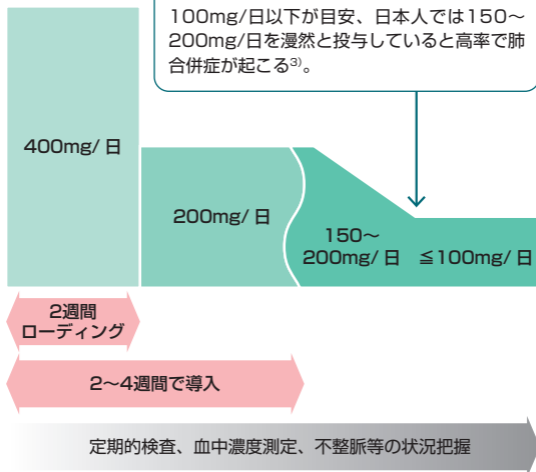 100mg/日以下が目安、日本人では150〜
200mg/日を漫然と投与していると高率で肺
合併症が起こる3)。
400mg/日
200mg/日
150〜
200mg/日
≦100mg/日
2週間
ローディング
2〜4週間で導入
定期的検査、血中濃度測定、不整脈等の状況把握